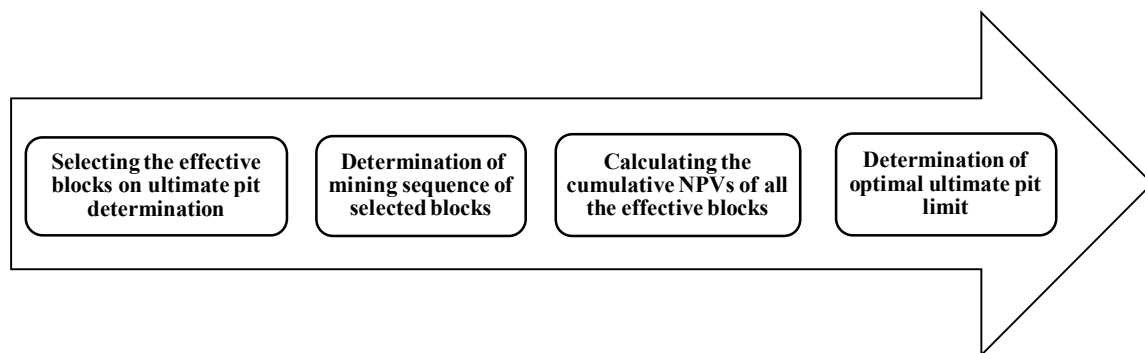 Selecting the effective
blocks on ultimate pit
determination
Determination of
mining sequence of
selected blocks
Calculating the
cumulative NPVs of all
the effective blocks
Determination of
optimal ultimate pit
limit